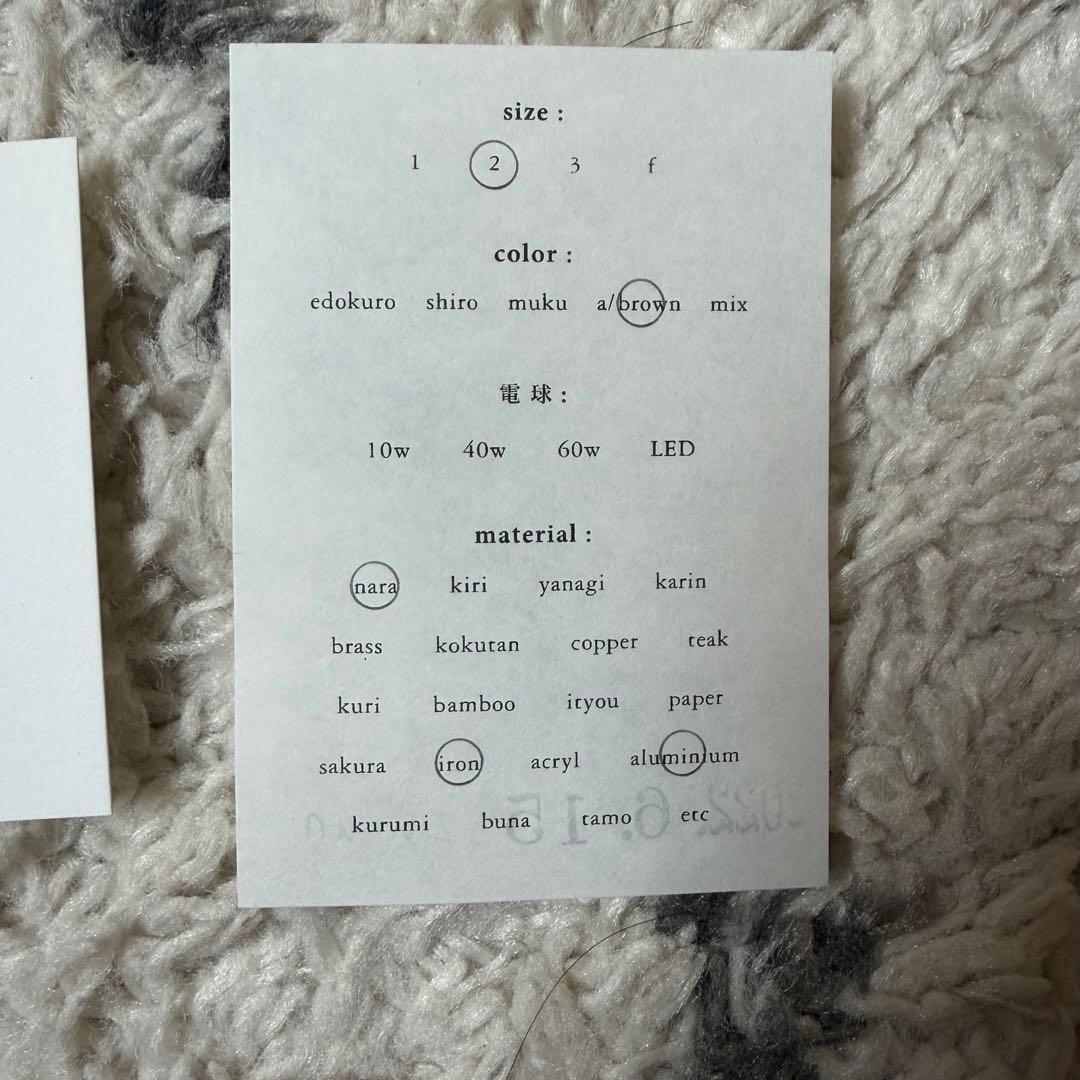 size :
1 2 3 f
color :
edokuro shiro muku a/brown mix
電球 :
10w 40w 60w LED
material :
nara kiri yanagi karin
brass kokutan copper teak
kuri bamboo ityou paper
sakura iron acryl aluminium
kurumi buna tamo etc